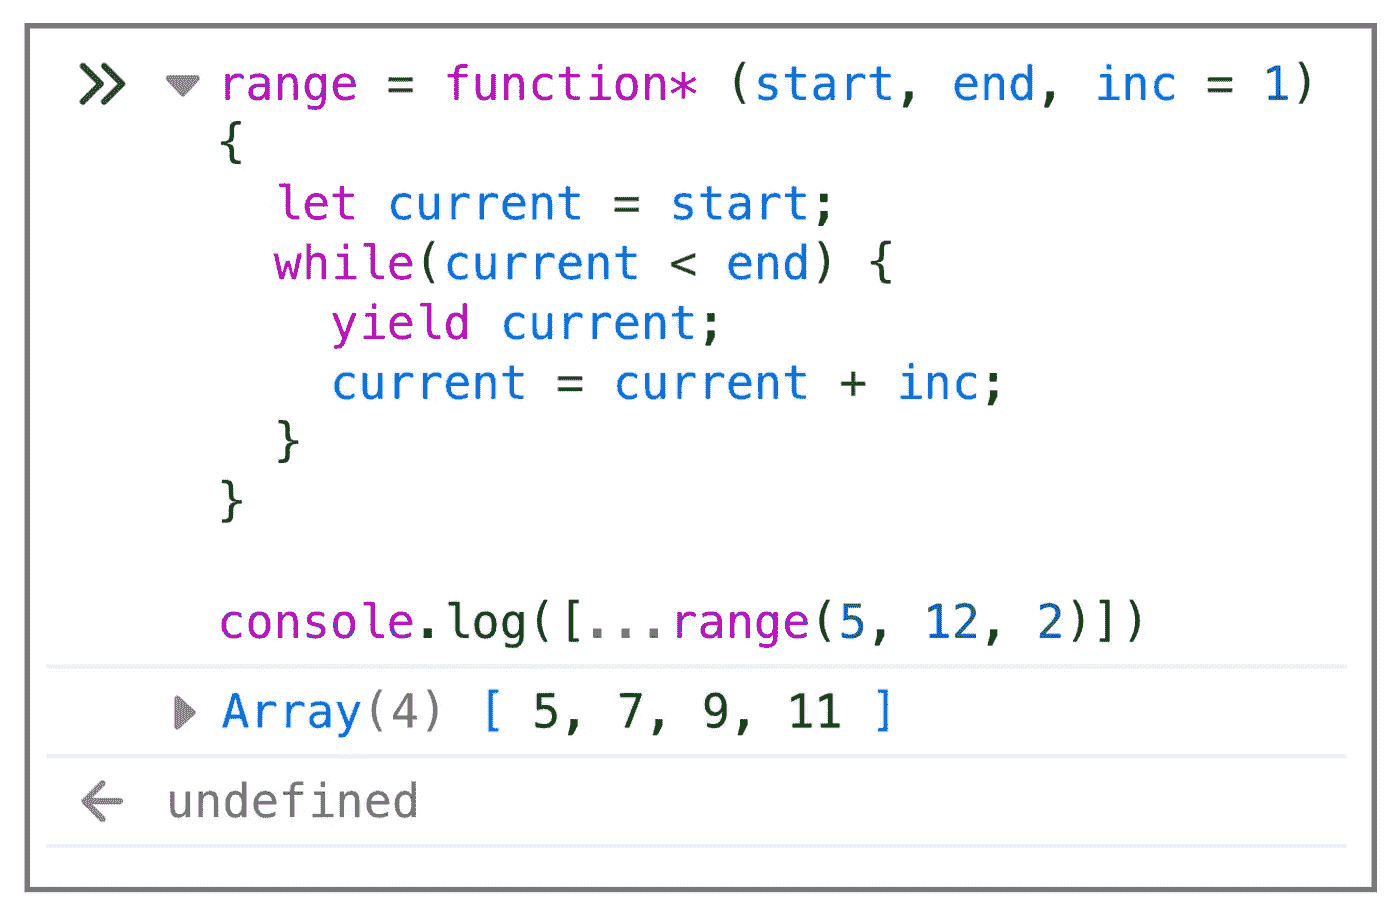 range = function* (start, end, inc = 1)
{
  let current = start;
  while(current < end) {
    yield current;
    current = current + inc;
  }
}
console.log([...range(5, 12, 2)])
Array(4) [ 5, 7, 9, 11 ]
undefined